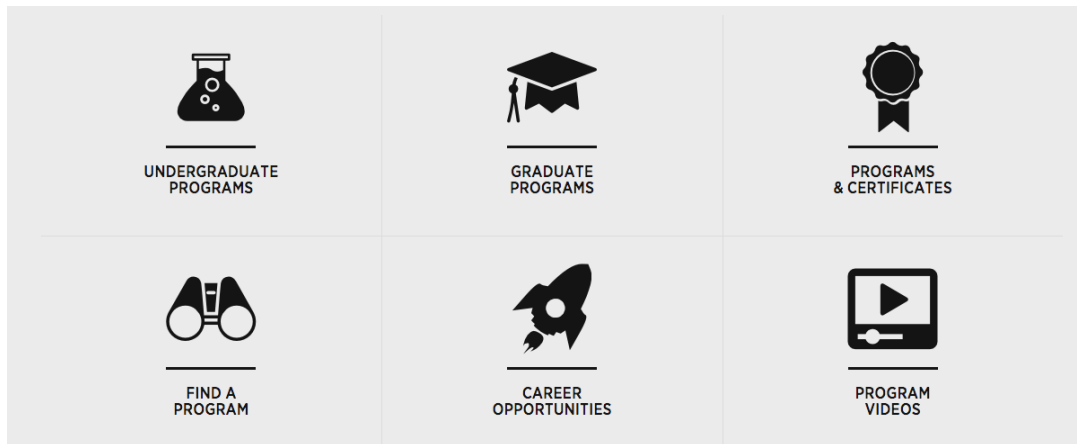 UNDERGRADUATE
PROGRAMS
GRADUATE
PROGRAMS
PROGRAMS
& CERTIFICATES
FIND A
PROGRAM
CAREER
OPPORTUNITIES
PROGRAM
VIDEOS